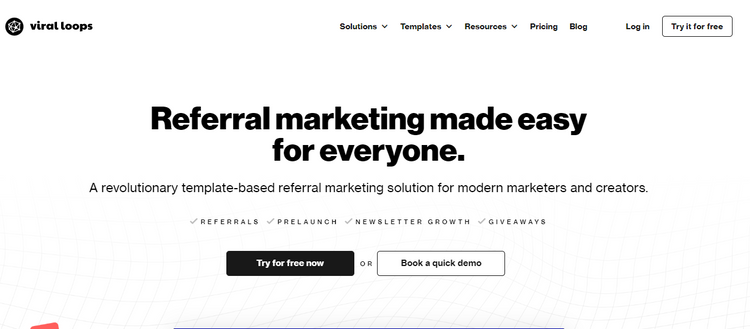 viral loops
Solutions Templates Resources Pricing Blog Log in Try it for free
Referral marketing made easy
for everyone.
A revolutionary template-based referral marketing solution for modern marketers and creators.
REFERRALS PRELAUNCH NEWSLETTER GROWTH GIVEAWAYS
Try for free now OR Book a quick demo